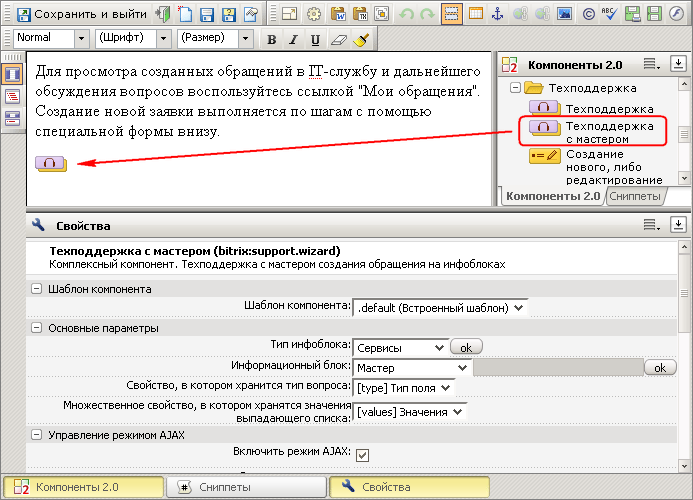 Сохранить и выйти
ABC
Normal
(Шрифт)
(Размер)
B I U
Для просмотра созданных обращений в IT-службу и дальнейшего
обсуждения вопросов воспользуйтесь ссылкой "Мои обращения".
Создание новой заявки выполняется по шагам с помощью
специальной формы внизу.
Компоненты 2.0
Техподдержка
Техподдержка
Техподдержка
с мастером
Создание
нового, либо
редактирование
Компоненты 2.0 Сниппеты
Свойства
Техподдержка с мастером (bitrix:support.wizard)
Комплексный компонент. Техподдержка с мастером создания обращения на инфоблоках
Шаблон компонента
Шаблон компонента: .default (Встроенный шаблон)
Основные параметры
Тип инфоблока: Сервисы ok
Информационный блок: Мастер ok
Свойство, в котором хранится тип вопроса: [type] Тип поля
Множественное свойство, в котором хранятся значения
выпадающего списка: [values] Значения
Управление режимом AJAX
Включить режим AJAX:
Компоненты 2.0 Сниппеты Свойства